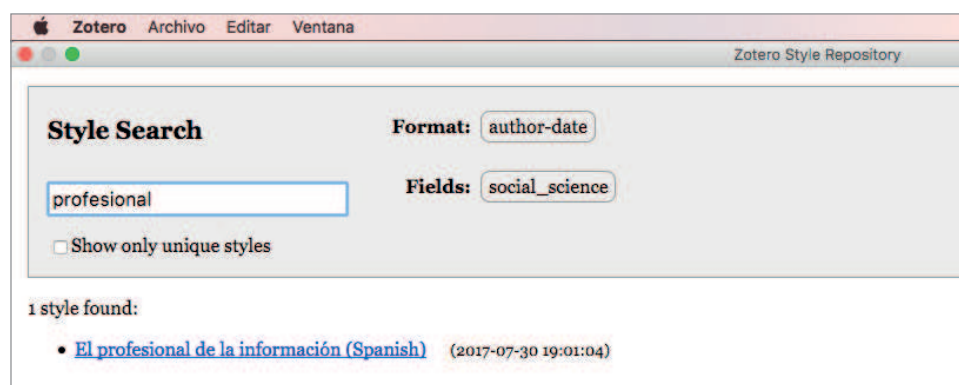 Zotero Archivo Editar Ventana
Zotero Style Repository
Style Search
Format: author-date
Fields: social_science
profesional
Show only unique styles
1 style found:
• El profesional de la información (Spanish) (2017-07-30 19:01:04)